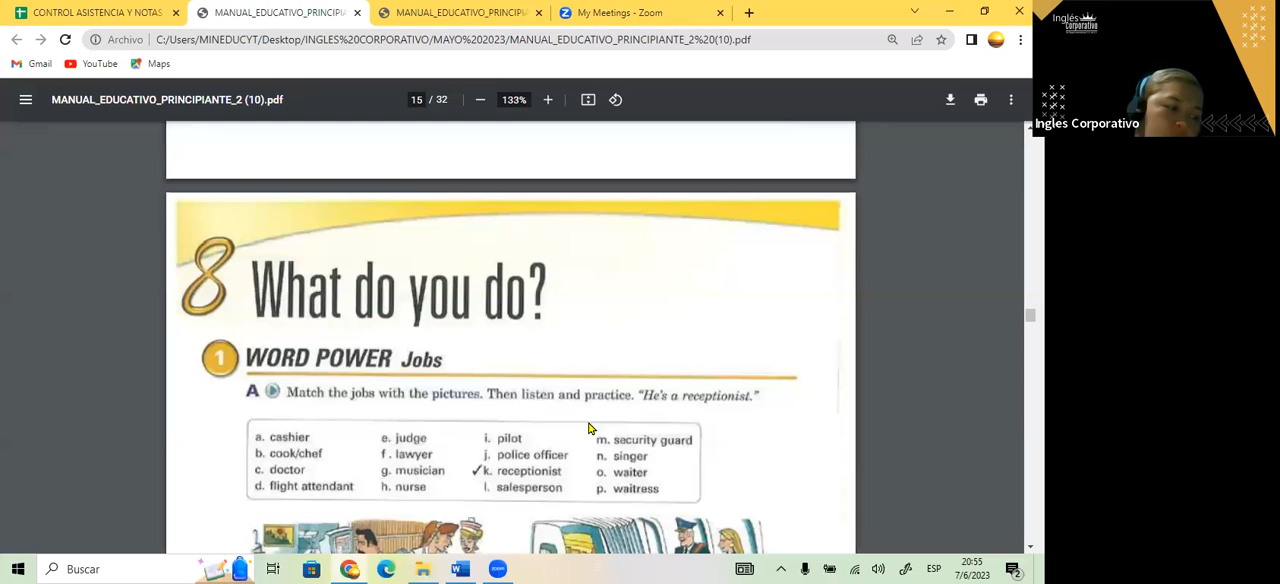 CONTROL ASISTENCIA Y NOTAS
MANUAL_EDUCATIVO_PRINCIPIA
MANUAL_EDUCATIVO_PRINCIPI
My Meetings - Zoom
Archivo
C:/Users/MINEDUCYT/Desktop/INGLES%20CORPORATIVO/MAYO%202023/MANUAL_EDUCATIVO_PRINCIPIANTE_2%20(10).pdf
Gmail
YouTube
Maps
MANUAL_EDUCATIVO_PRINCIPIANTE_2 (10).pdf
15 / 32
133%
Inglés
Corporativo
Ingles Corporativo
8 What do you do?
1 WORD POWER Jobs
A Match the jobs with the pictures. Then listen and practice. "He's a receptionist."
a. cashier
b. cook/chef
c. doctor
d. flight attendant
e. judge
f. lawyer
g. musician
h. nurse
i. pilot
j. police officer
✓k. receptionist
l. salesperson
m. security guard
n. singer
o. waiter
p. waitress
Buscar
ESP
20:55
7/6/2023
2